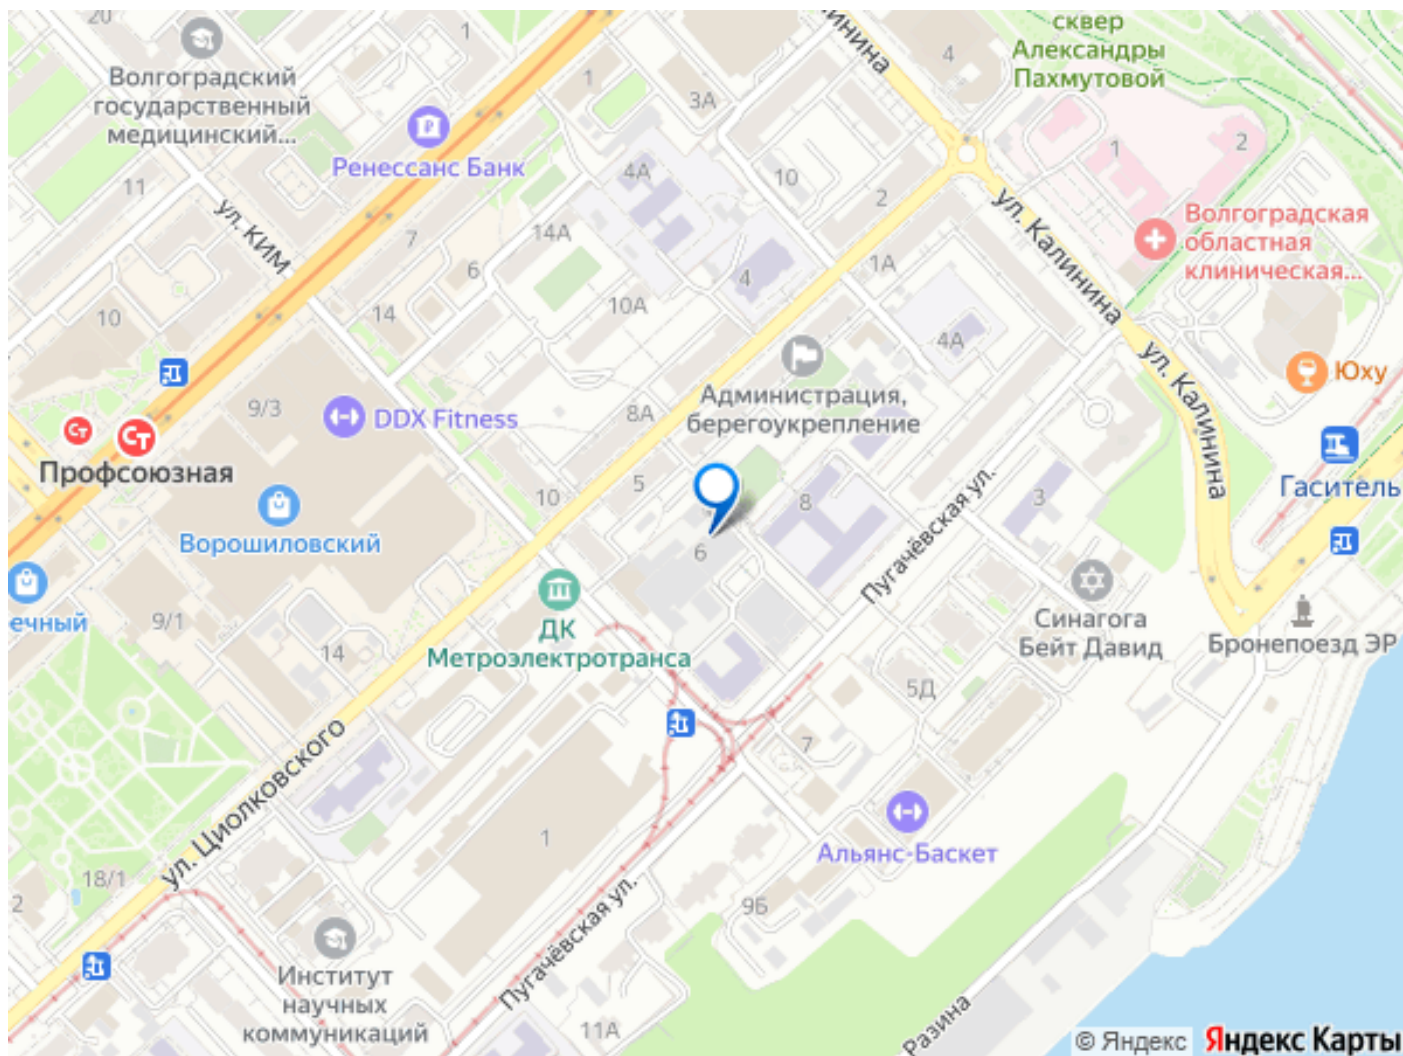 20
1
Волгоградский
государственный
медицинский...
1
3А
Ренессанс Банк
ул. КИМ
11
7
14А
6
4А
10
2
4
1А
10А
14
10
4
инина
сквер
Александры
Пахмутовой
1
2
ул. Калинина
Волгоградская
областная
клиническая...
4А
ул. Калинина
Юху
Администрация,
берегоукрепление
8А
9/3
DDX Fitness
Ст
Ст
Профсоюзная
Ворошиловский
10
5
8
6
3
Пугачёвская ул.
Гаситель
ечный
9/1
14
ДК
Метроэлектротранса
Синагога
Бейт Давид
Бронепоезд ЭР
5Д
7
ул. Циолковского
1
Альянс-Баскет
18/1
2
9Б
Пугачёвская ул.
Институт
научных
коммуникаций
11А
Разина
© Яндекс Яндекс Карты